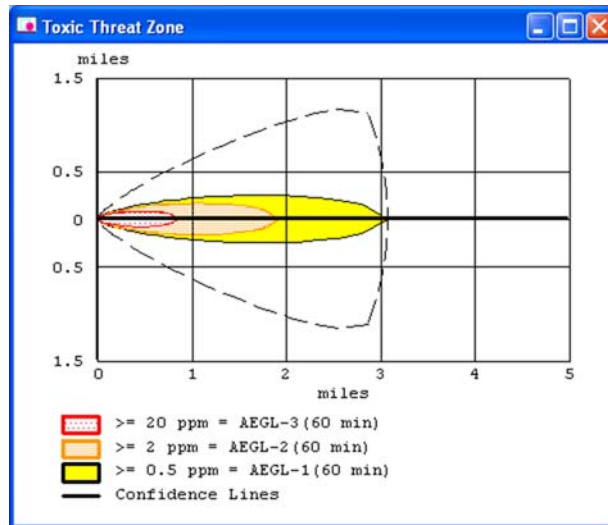 Toxic Threat Zone
miles
1.5
0.5
0
0.5
1.5
0 1 2 3 4 5
miles
>= 20 ppm = AEGL-3(60 min)
>= 2 ppm = AEGL-2(60 min)
>= 0.5 ppm = AEGL-1(60 min)
Confidence Lines